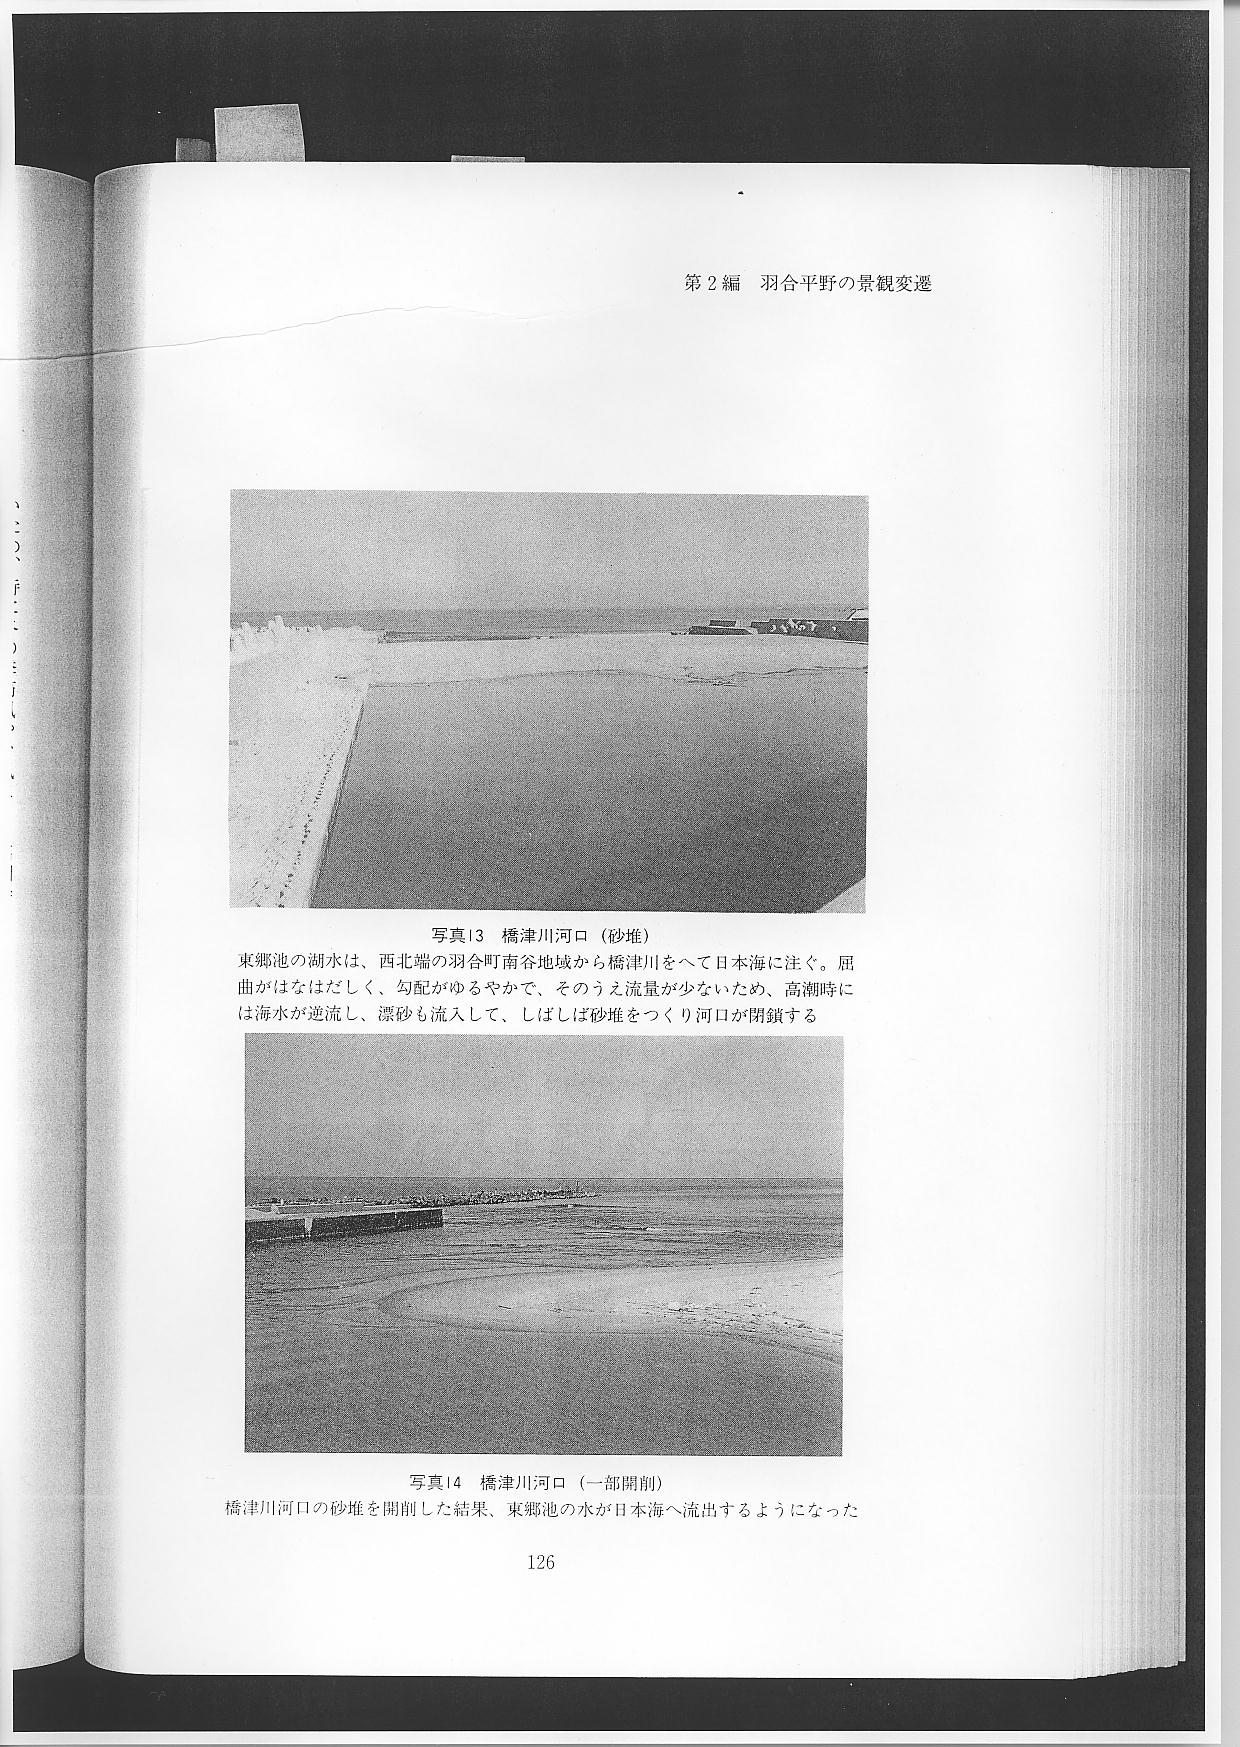 第2編　羽合平野の景観変遷
写真13　橋津川河口（砂堆）
東郷池の湖水は、西北端の羽合町南谷地域から橋津川をへて日本海に注ぐ。屈
曲がはなはだしく、勾配がゆるやかで、そのうえ流量が少ないため、高潮時に
は海水が逆流し、漂砂も流入して、しばしば砂堆をつくり河口が閉鎖する
写真14　橋津川河口（一部開削）
橋津川河口の砂堆を開削した結果、東郷池の水が日本海へ流出するようになった
126